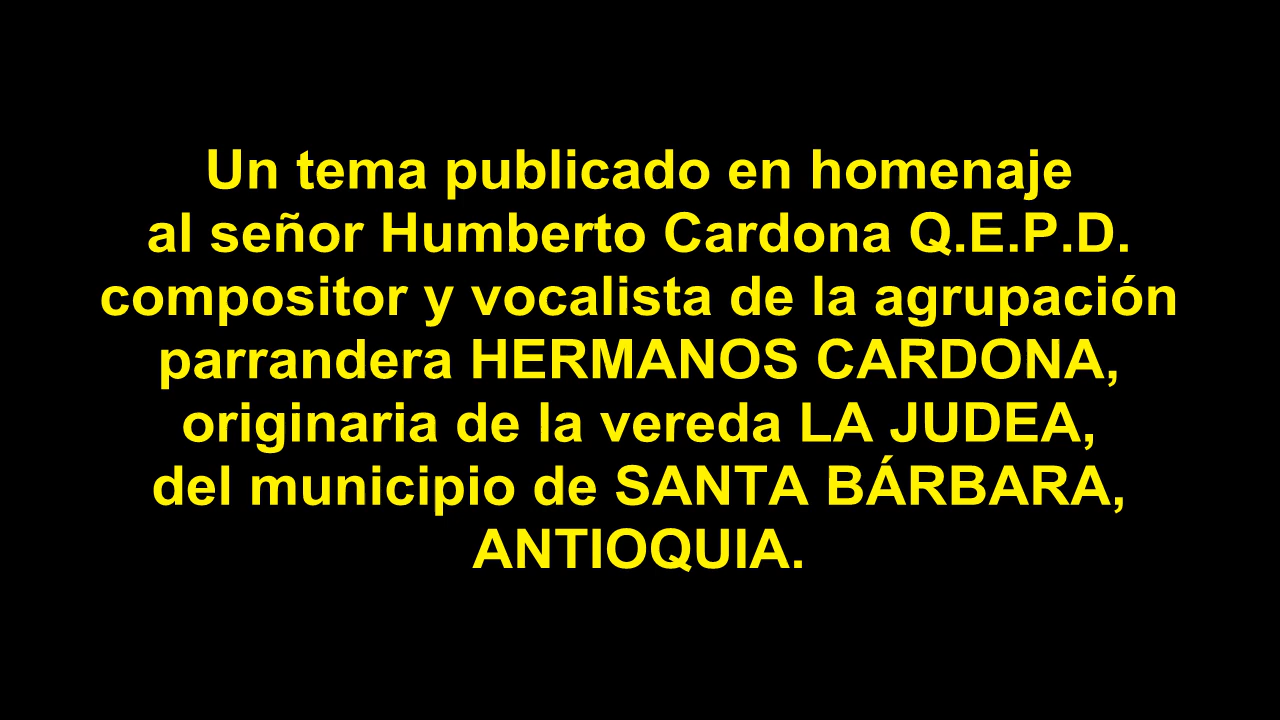 Un tema publicado en homenaje
al señor Humberto Cardona Q.E.P.D.
compositor y vocalista de la agrupación
parrandera HERMANOS CARDONA,
originaria de la vereda LA JUDEA,
del municipio de SANTA BÁRBARA,
ANTIOQUIA.